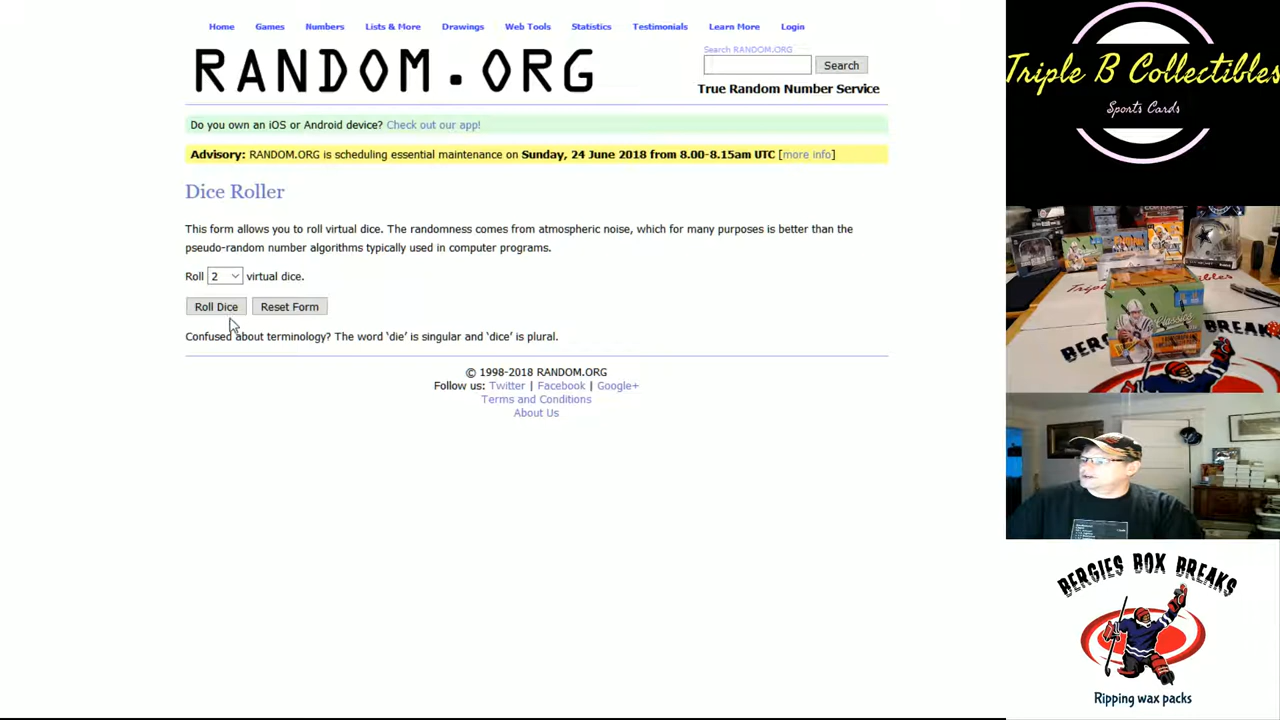 Home Games Numbers Lists & More Drawings Web Tools Statistics Testimonials Learn More Login
RANDOM.ORG
Search RANDOM.ORG
Search
True Random Number Service
Do you own an iOS or Android device? Check out our app!
Advisory: RANDOM.ORG is scheduling essential maintenance on Sunday, 24 June 2018 from 8.00-8.15am UTC [more info]
Dice Roller
This form allows you to roll virtual dice. The randomness comes from atmospheric noise, which for many purposes is better than the
pseudo-random number algorithms typically used in computer programs.
Roll 2 virtual dice.
Roll Dice Reset Form
Confused about terminology? The word ‘die’ is singular and ‘dice’ is plural.
© 1998-2018 RANDOM.ORG
Follow us: Twitter | Facebook | Google+
Terms and Conditions
About Us
Triple B Collectibles
Sports Cards
Classics
BREAK
BERGIES BOX BREAKS
Ripping wax packs